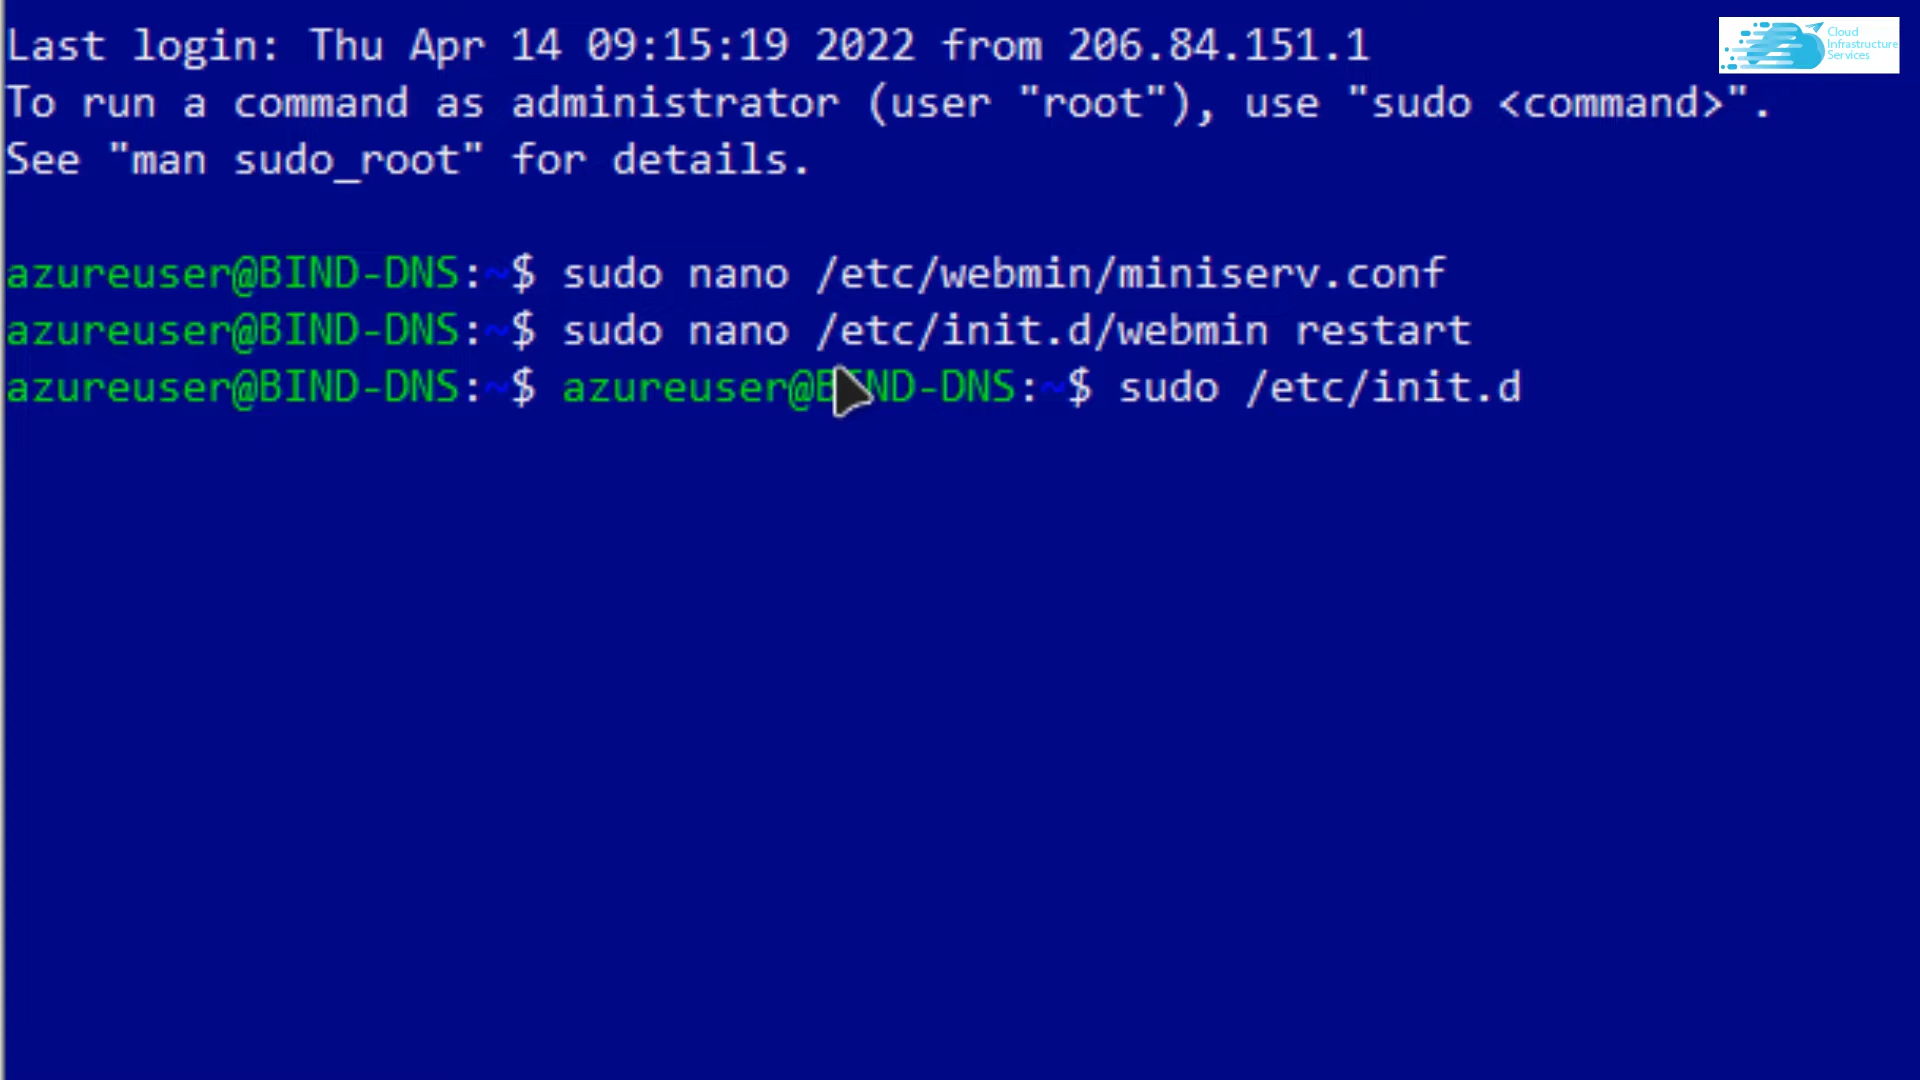 Last login: Thu Apr 14 09:15:19 2022 from 206.84.151.1
Cloud
Infrastructure
Services
To run a command as administrator (user "root"), use "sudo <command>".
See "man sudo_root" for details.
azureuser@BIND-DNS:~$ sudo nano /etc/webmin/miniserv.conf
azureuser@BIND-DNS:~$ sudo nano /etc/init.d/webmin restart
azureuser@BIND-DNS:~$ azureuser@BIND-DNS:~$ sudo /etc/init.d